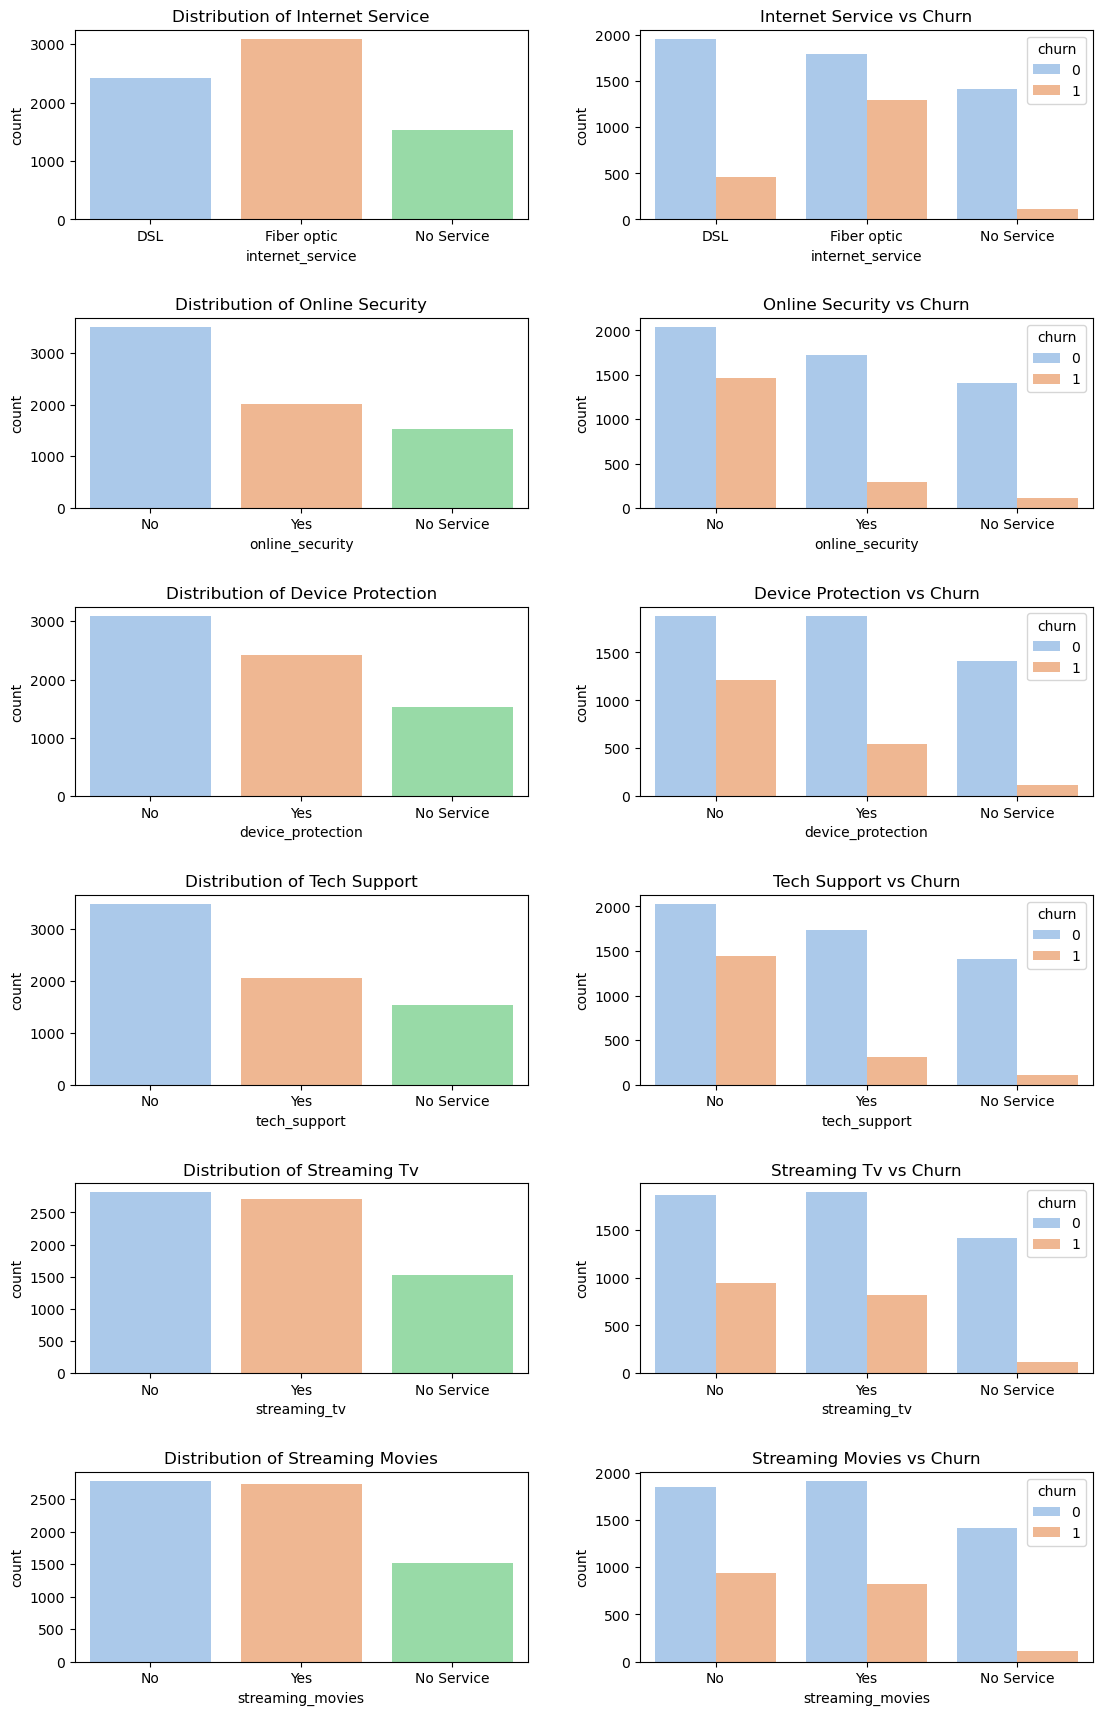 Distribution of Internet Service
3000
2000
1000
0
count
DSL Fiber optic No Service
internet_service
Internet Service vs Churn
2000
1500
1000
500
0
count
churn
0
1
DSL Fiber optic No Service
internet_service
Distribution of Online Security
3000
2000
1000
0
count
No Yes No Service
online_security
Online Security vs Churn
2000
1500
1000
500
0
count
churn
0
1
No Yes No Service
online_security
Distribution of Device Protection
3000
2000
1000
0
count
No Yes No Service
device_protection
Device Protection vs Churn
1500
1000
500
0
count
churn
0
1
No Yes No Service
device_protection
Distribution of Tech Support
3000
2000
1000
0
count
No Yes No Service
tech_support
Tech Support vs Churn
2000
1500
1000
500
0
count
churn
0
1
No Yes No Service
tech_support
Distribution of Streaming Tv
2500
2000
1500
1000
500
0
count
No Yes No Service
streaming_tv
Streaming Tv vs Churn
1500
1000
500
0
count
churn
0
1
No Yes No Service
streaming_tv
Distribution of Streaming Movies
2500
2000
1500
1000
500
0
count
No Yes No Service
streaming_movies
Streaming Movies vs Churn
2000
1500
1000
500
0
count
churn
0
1
No Yes No Service
streaming_movies